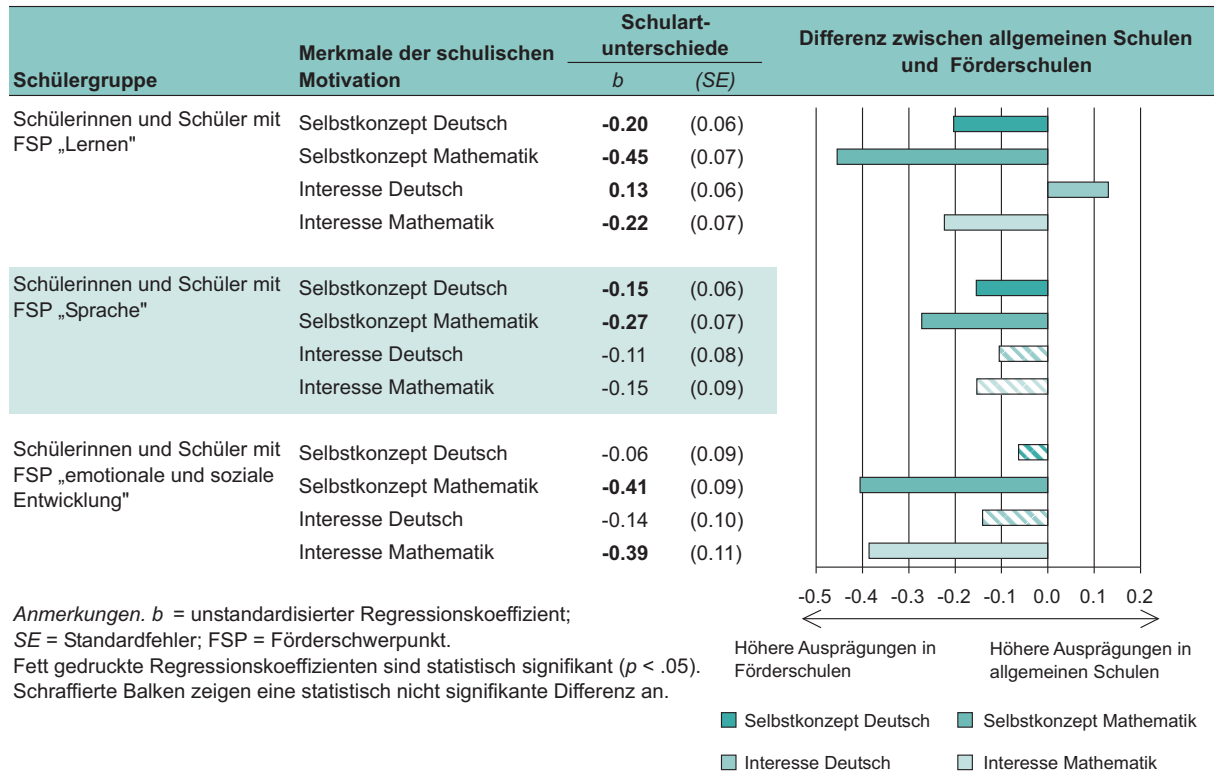 Schülergruppe
Merkmale der schulischen
Motivation
Schulart-
unterschiede
b (SE)
Differenz zwischen allgemeinen Schulen
und Förderschulen
Schülerinnen und Schüler mit
FSP „Lernen"
Selbstkonzept Deutsch -0.20 (0.06)
Selbstkonzept Mathematik -0.45 (0.07)
Interesse Deutsch 0.13 (0.06)
Interesse Mathematik -0.22 (0.07)
Schülerinnen und Schüler mit
FSP „Sprache"
Selbstkonzept Deutsch -0.15 (0.06)
Selbstkonzept Mathematik -0.27 (0.07)
Interesse Deutsch -0.11 (0.08)
Interesse Mathematik -0.15 (0.09)
Schülerinnen und Schüler mit
FSP „emotionale und soziale
Entwicklung"
Selbstkonzept Deutsch -0.06 (0.09)
Selbstkonzept Mathematik -0.41 (0.09)
Interesse Deutsch -0.14 (0.10)
Interesse Mathematik -0.39 (0.11)
-0.5 -0.4 -0.3 -0.2 -0.1 0.0 0.1 0.2
Höhere Ausprägungen in
Förderschulen
Höhere Ausprägungen in
allgemeinen Schulen
Selbstkonzept Deutsch Selbstkonzept Mathematik
Interesse Deutsch Interesse Mathematik
Anmerkungen. b = unstandardisierter Regressionskoeffizient;
SE = Standardfehler; FSP = Förderschwerpunkt.
Fett gedruckte Regressionskoeffizienten sind statistisch signifikant (p < .05).
Schraffierte Balken zeigen eine statistisch nicht signifikante Differenz an.